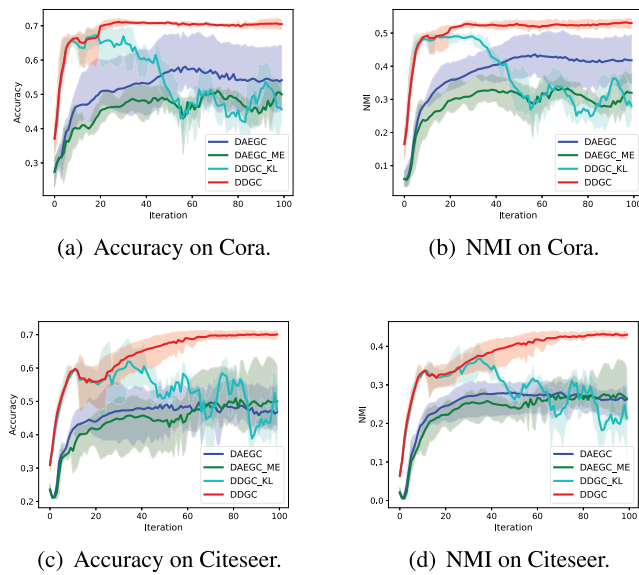 0.7
0.6
0.5
0.4
0.3
Accuracy
0 20 40 60 80 100
Iteration
DAEGC
DAEGC_ME
DDGC_KL
DDGC
(a) Accuracy on Cora.
0.5
0.4
0.3
0.2
0.1
NMI
0 20 40 60 80 100
Iteration
DAEGC
DAEGC_ME
DDGC_KL
DDGC
(b) NMI on Cora.
0.7
0.6
0.5
0.4
0.3
0.2
Accuracy
0 20 40 60 80 100
Iteration
DAEGC
DAEGC_ME
DDGC_KL
DDGC
(c) Accuracy on Citeseer.
0.4
0.3
0.2
0.1
0.0
NMI
0 20 40 60 80 100
Iteration
DAEGC
DAEGC_ME
DDGC_KL
DDGC
(d) NMI on Citeseer.